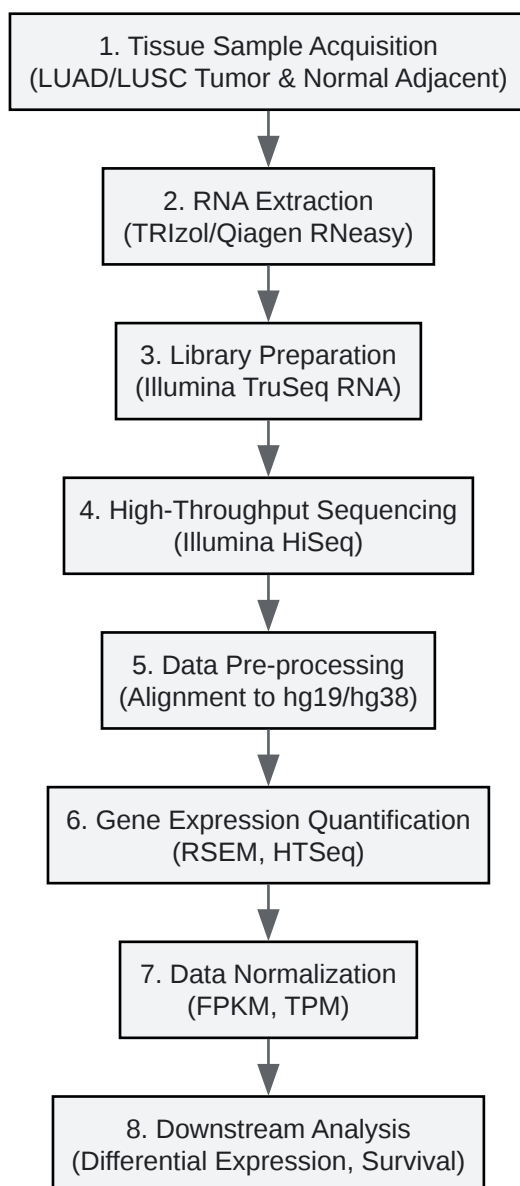 1. Tissue Sample Acquisition
(LUAD/LUSC Tumor & Normal Adjacent)
2. RNA Extraction
(TRIzol/Qiagen RNeasy)
3. Library Preparation
(Illumina TruSeq RNA)
4. High-Throughput Sequencing
(Illumina HiSeq)
5. Data Pre-processing
(Alignment to hg19/hg38)
6. Gene Expression Quantification
(RSEM, HTSeq)
7. Data Normalization
(FPKM, TPM)
8. Downstream Analysis
(Differential Expression, Survival)